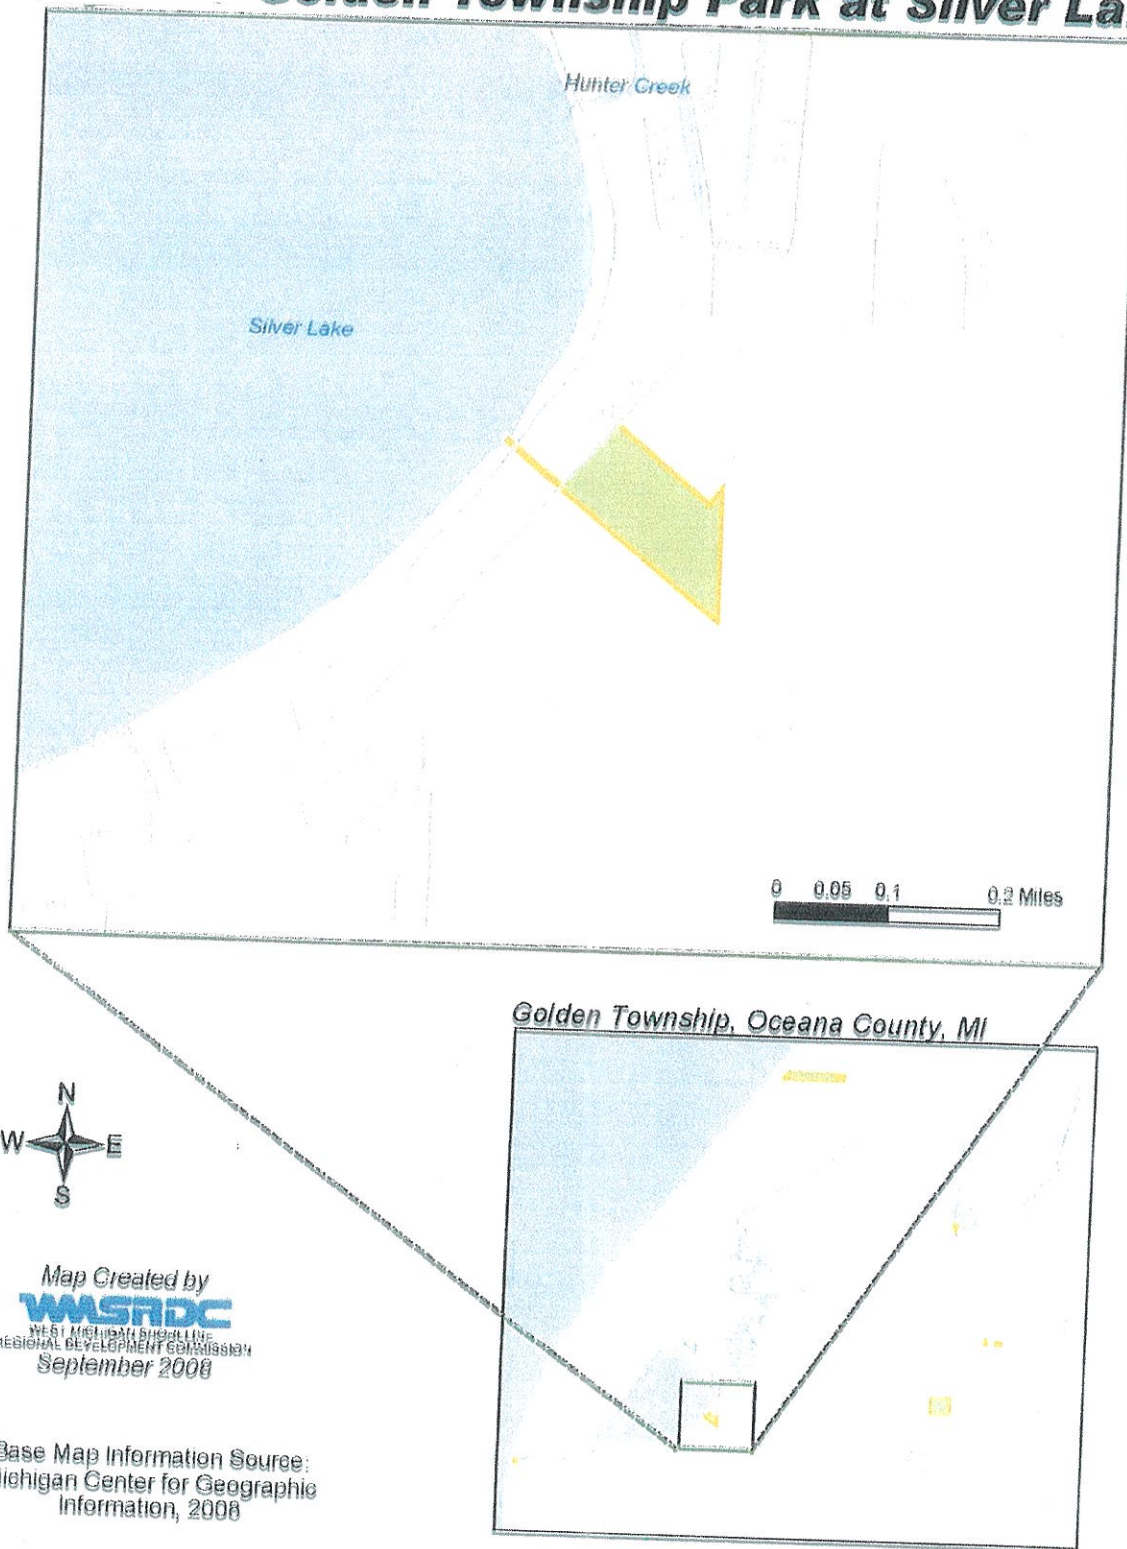 Golden Township Park at Silver La
Hunter Creek
Silver Lake
0 0.05 0.1 0.2 Miles
Golden Township, Oceana County, MI
N
W E
S
Map Created by
WMSRDC
WEST MICHIGAN SHORELINE
REGIONAL DEVELOPMENT COMMISSION
September 2008
Base Map Information Source:
Michigan Center for Geographic
Information, 2008